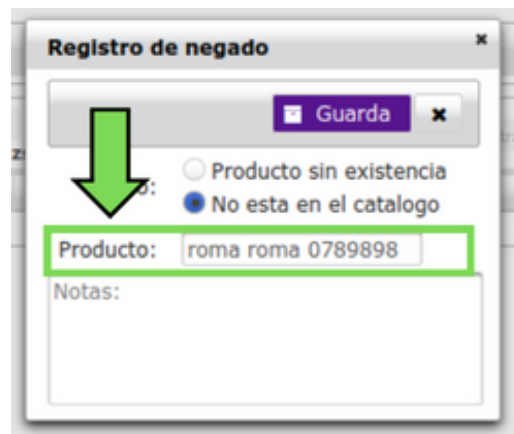 Registro de negado
Guarda
Producto sin existencia
No esta en el catalogo
Producto: roma roma 0789898
Notas: